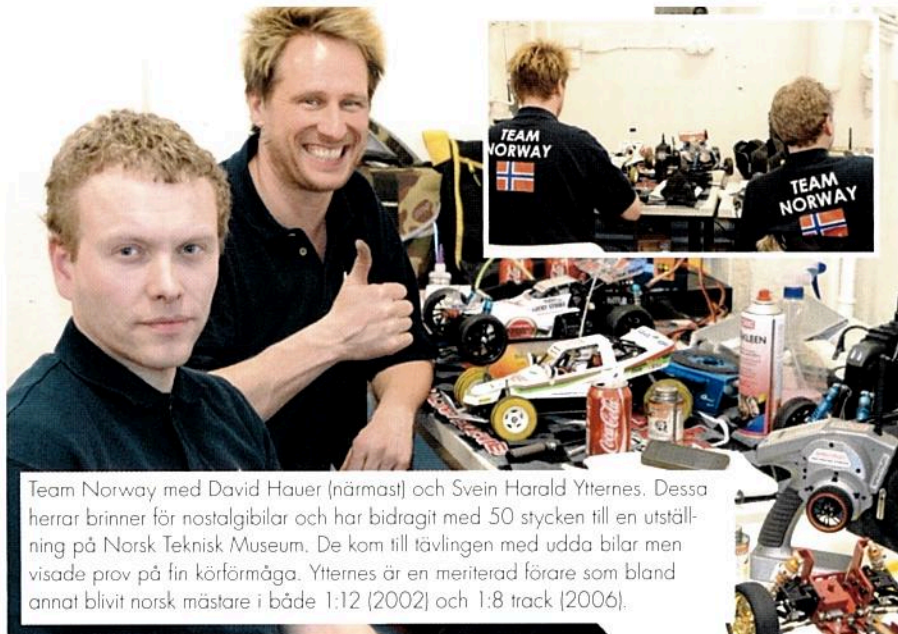 TEAM
NORWAY
TEAM
NORWAY
Coca-Cola
KLEEN
Team Norway med David Hauer (närmast) och Svein Harald Ytternes. Dessa
herrar brinner för nostalgibilar och har bidragit med 50 stycken till en utställ-
ning på Norsk Teknisk Museum. De kom till tävlingen med udda bilar men
visade prov på fin körförmåga. Ytternes är en meriterad förare som bland
annat blivit norsk mästare i både 1:12 (2002) och 1:8 track (2006).